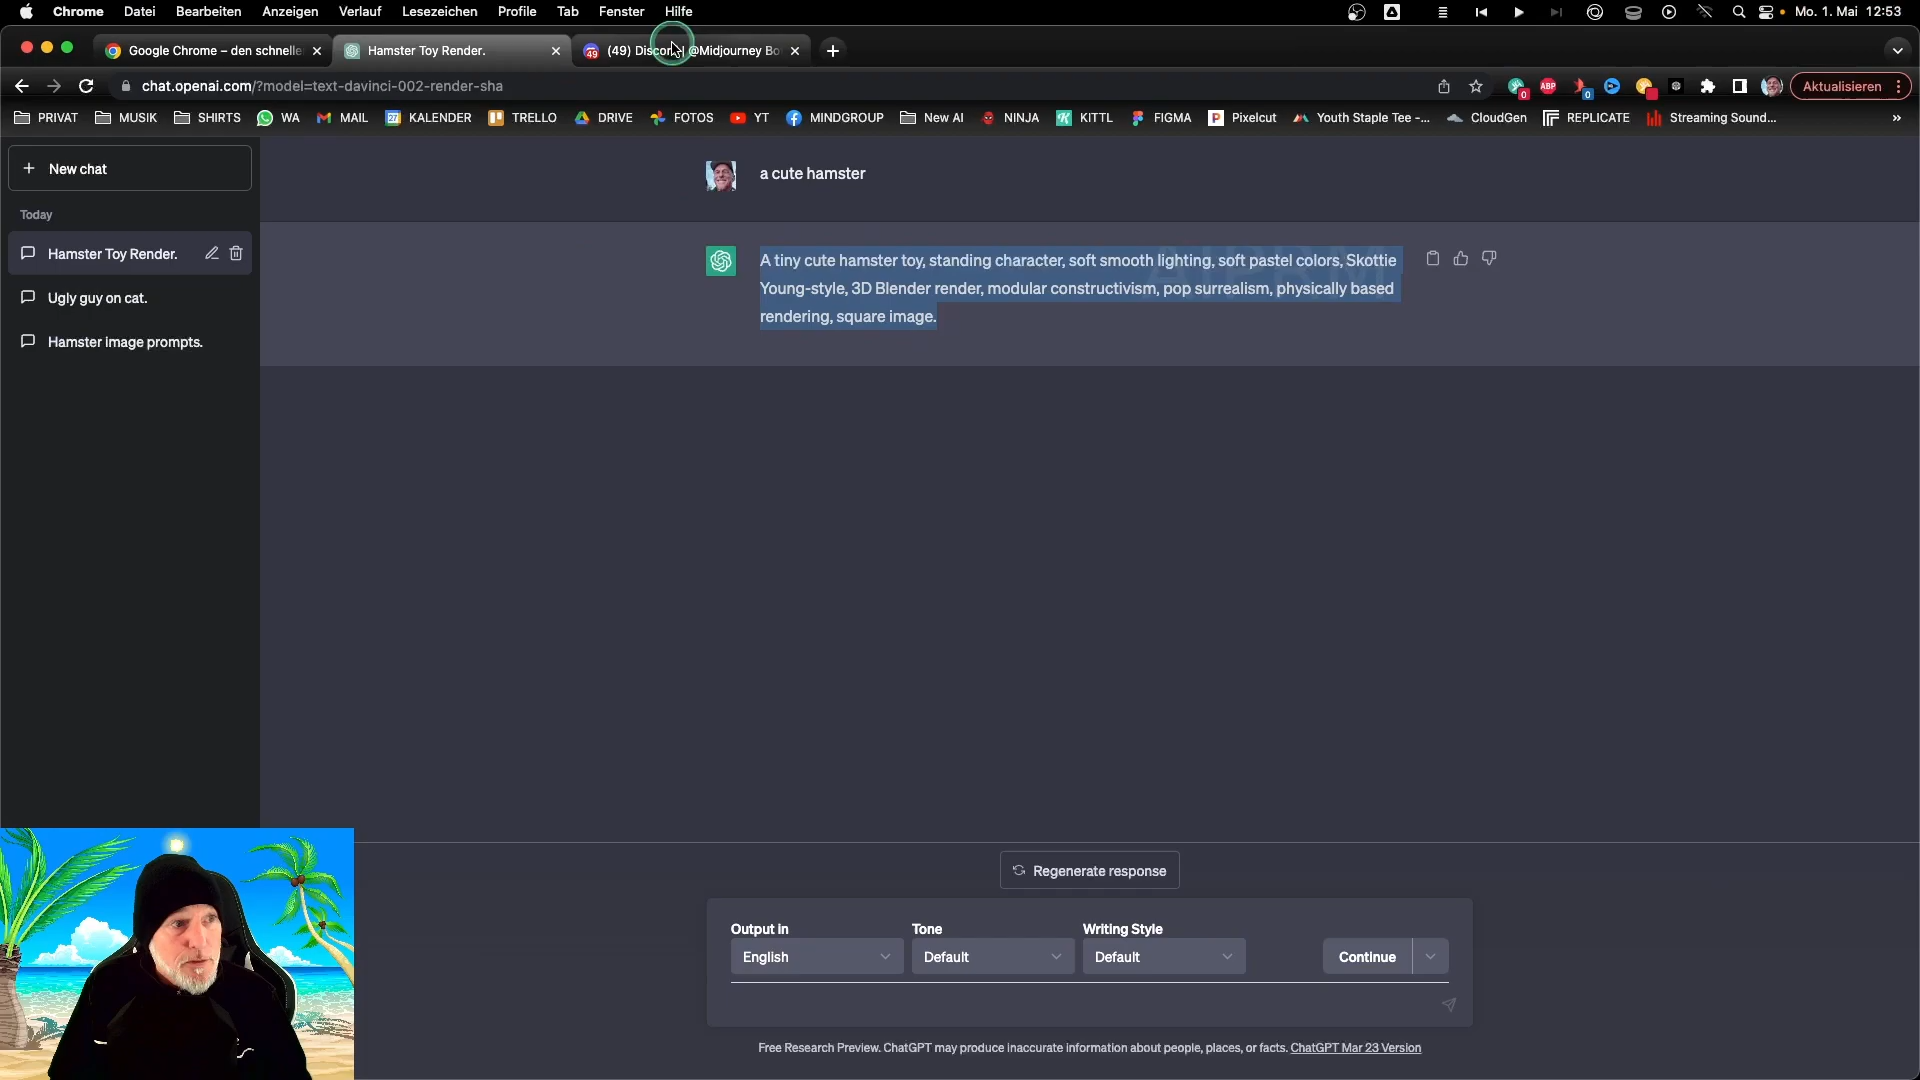 Chrome Datei Bearbeiten Anzeigen Verlauf Lesezeichen Profile Tab Fenster Hilfe Mo. 1. Mai 12:53
Google Chrome – den schnelle Hamster Toy Render. (49) Discord | @Midjourney Bo
chat.openai.com/?model=text-davinci-002-render-sha Aktualisieren
PRIVAT MUSIK SHIRTS WA MAIL KALENDER TRELLO DRIVE FOTOS YT MINDGROUP New AI NINJA KITTL FIGMA Pixelcut Youth Staple Tee -... CloudGen REPLICATE Streaming Sound... »
New chat
Today
Hamster Toy Render.
Ugly guy on cat.
Hamster image prompts.
a cute hamster
A tiny cute hamster toy, standing character, soft smooth lighting, soft pastel colors, Skottie
Young-style, 3D Blender render, modular constructivism, pop surrealism, physically based
rendering, square image.
AIPRM
Regenerate response
Output in Tone Writing Style
English Default Default Continue
Free Research Preview. ChatGPT may produce inaccurate information about people, places, or facts. ChatGPT Mar 23 Version